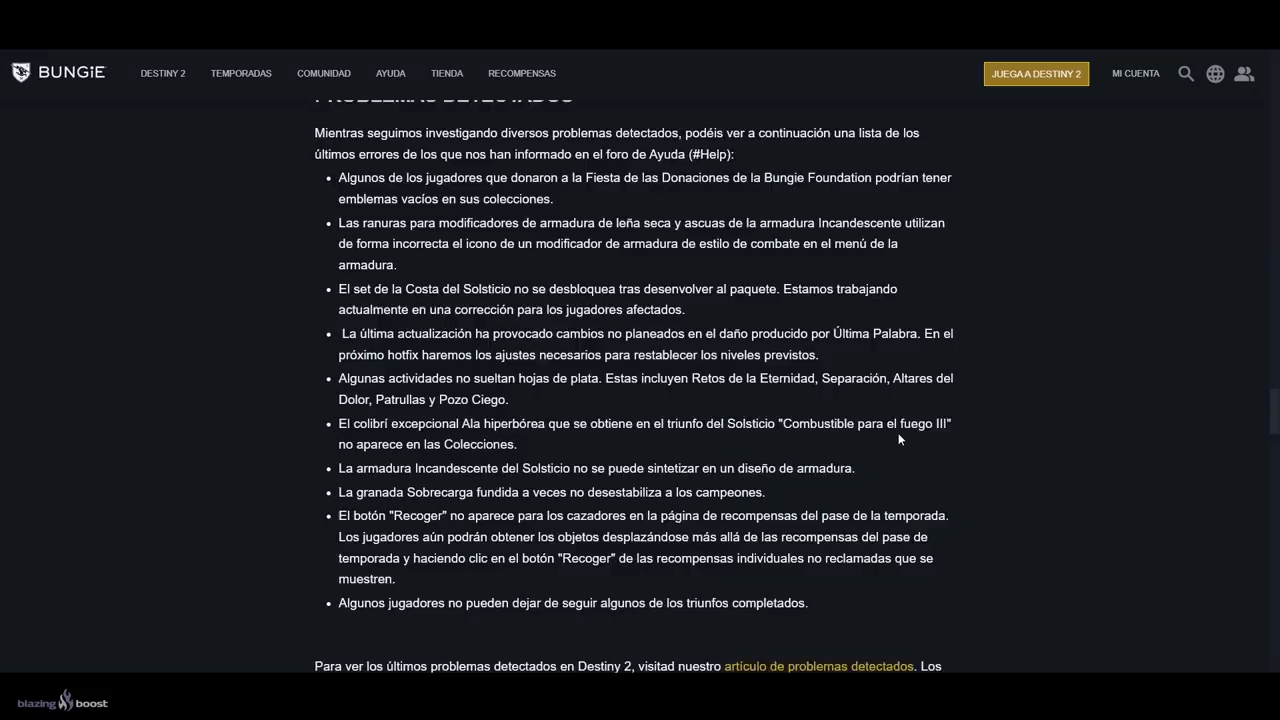 BUNGiE
DESTINY 2
TEMPORADAS
COMUNIDAD
AYUDA
TIENDA
RECOMPENSAS
JUEGA A DESTINY 2
MI CUENTA
PROBLEMAS DETECTADOS
Mientras seguimos investigando diversos problemas detectados, podéis ver a continuación una lista de los
últimos errores de los que nos han informado en el foro de Ayuda (#Help):
• Algunos de los jugadores que donaron a la Fiesta de las Donaciones de la Bungie Foundation podrían tener
emblemas vacíos en sus colecciones.
• Las ranuras para modificadores de armadura de leña seca y ascuas de la armadura Incandescente utilizan
de forma incorrecta el icono de un modificador de armadura de estilo de combate en el menú de la
armadura.
• El set de la Costa del Solsticio no se desbloquea tras desenvolver al paquete. Estamos trabajando
actualmente en una corrección para los jugadores afectados.
• La última actualización ha provocado cambios no planeados en el daño producido por Última Palabra. En el
próximo hotfix haremos los ajustes necesarios para restablecer los niveles previstos.
• Algunas actividades no sueltan hojas de plata. Estas incluyen Retos de la Eternidad, Separación, Altares del
Dolor, Patrullas y Pozo Ciego.
• El colibrí excepcional Ala hiperbórea que se obtiene en el triunfo del Solsticio "Combustible para el fuego III"
no aparece en las Colecciones.
• La armadura Incandescente del Solsticio no se puede sintetizar en un diseño de armadura.
• La granada Sobrecarga fundida a veces no desestabiliza a los campeones.
• El botón "Recoger" no aparece para los cazadores en la página de recompensas del pase de la temporada.
Los jugadores aún podrán obtener los objetos desplazándose más allá de las recompensas del pase de
temporada y haciendo clic en el botón "Recoger" de las recompensas individuales no reclamadas que se
muestren.
• Algunos jugadores no pueden dejar de seguir algunos de los triunfos completados.
Para ver los últimos problemas detectados en Destiny 2, visitad nuestro artículo de problemas detectados. Los
blazing boost